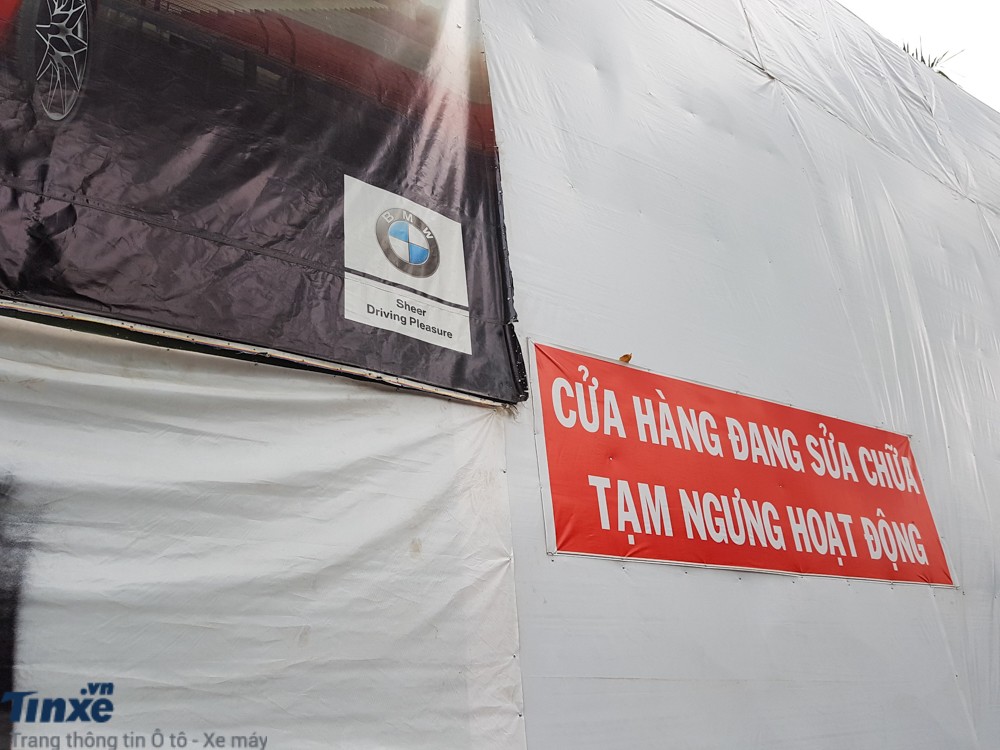 BMW
Sheer
Driving Pleasure
CỬA HÀNG ĐANG SỬA CHỮA
TẠM NGƯNG HOẠT ĐỘNG
Tinxe.vn
Trang thông tin Ô tô - Xe máy